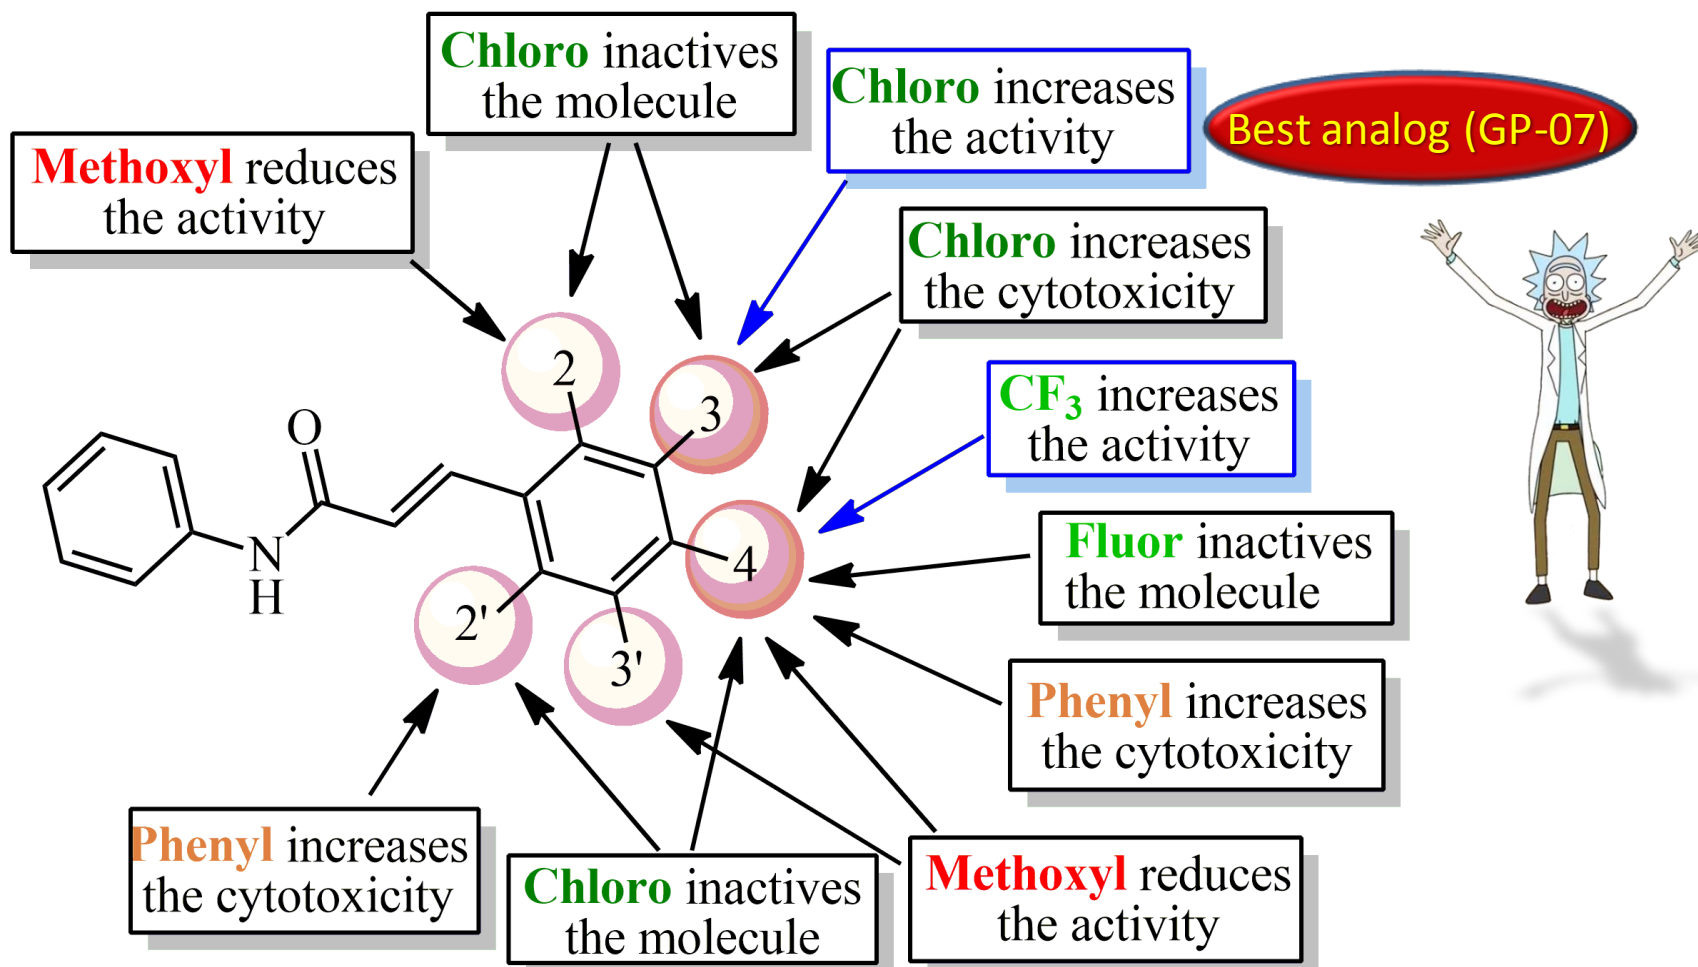 Chloro inactives
the molecule
Chloro increases
the activity
Best analog (GP-07)
Methoxyl reduces
the activity
Chloro increases
the cytotoxicity
2
3
CF₃ increases
the activity
O
N
H
4
Fluor inactives
the molecule
2'
3'
Phenyl increases
the cytotoxicity
Phenyl increases
the cytotoxicity
Chloro inactives
the molecule
Methoxyl reduces
the activity